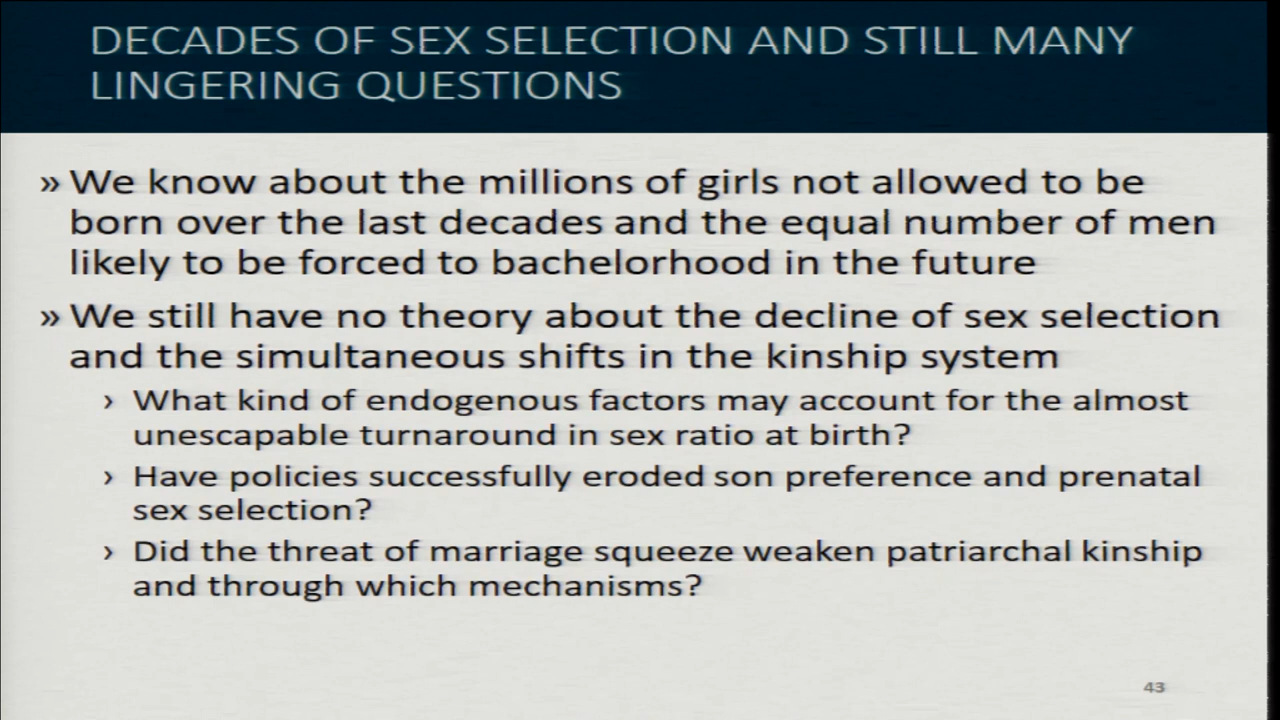 DECADES OF SEX SELECTION AND STILL MANY
LINGERING QUESTIONS
» We know about the millions of girls not allowed to be
born over the last decades and the equal number of men
likely to be forced to bachelorhood in the future
» We still have no theory about the decline of sex selection
and the simultaneous shifts in the kinship system
› What kind of endogenous factors may account for the almost
unescapable turnaround in sex ratio at birth?
› Have policies successfully eroded son preference and prenatal
sex selection?
› Did the threat of marriage squeeze weaken patriarchal kinship
and through which mechanisms?
43